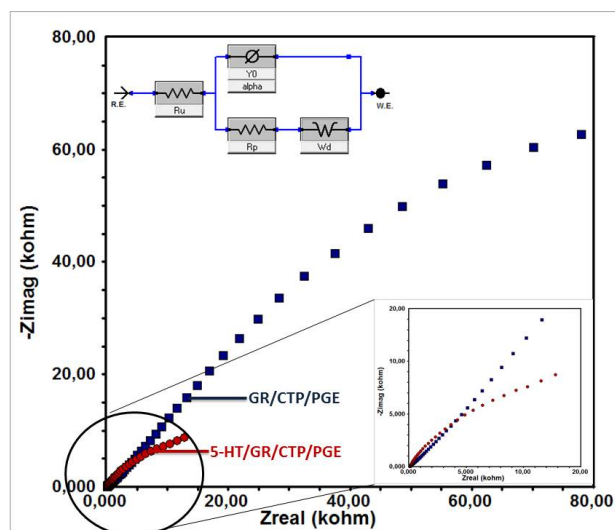 80,00
60,00
40,00
20,00
0,000
-Zimag (kohm)
R.E.
Ru
Y0
alpha
Rp
Wd
W.E.
GR/CTP/PGE
5-HT/GR/CTP/PGE
0,000
20,00
40,00
60,00
80,00
Zreal (kohm)
20,00
10,00
5,000
0,000
-Zimag (kohm)
0,000
5,000
10,00
20,00
Zreal (kohm)